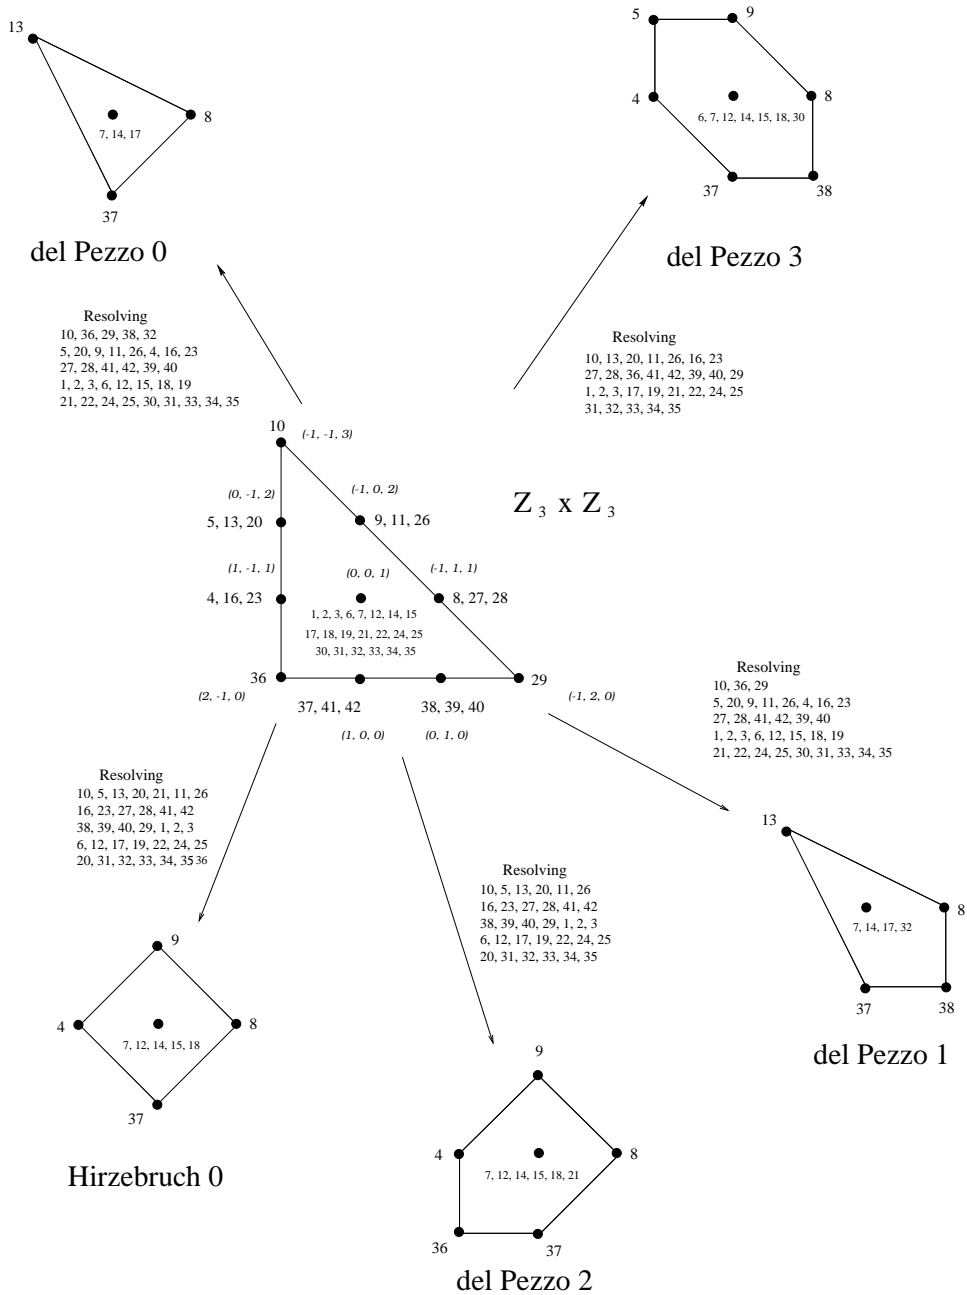 13
8
7, 14, 17
37
del Pezzo 0
5
9
4
8
6, 7, 12, 14, 15, 18, 30
37
38
del Pezzo 3
Resolving
10, 36, 29, 38, 32
5, 20, 9, 11, 26, 4, 16, 23
27, 28, 41, 42, 39, 40
1, 2, 3, 6, 12, 15, 18, 19
21, 22, 24, 25, 30, 31, 33, 34, 35
Resolving
10, 13, 20, 11, 26, 16, 23
27, 28, 36, 41, 42, 39, 40, 29
1, 2, 3, 17, 19, 21, 22, 24, 25
31, 32, 33, 34, 35
10
(-1, -1, 3)
(0, -1, 2)
(-1, 0, 2)
5, 13, 20
9, 11, 26
Z 3 x Z 3
(1, -1, 1)
(0, 0, 1)
(-1, 1, 1)
4, 16, 23
8, 27, 28
1, 2, 3, 6, 7, 12, 14, 15
17, 18, 19, 21, 22, 24, 25
30, 31, 32, 33, 34, 35
36
29
(2, -1, 0)
(-1, 2, 0)
37, 41, 42
38, 39, 40
(1, 0, 0)
(0, 1, 0)
Resolving
10, 36, 29
5, 20, 9, 11, 26, 4, 16, 23
27, 28, 41, 42, 39, 40
1, 2, 3, 6, 12, 15, 18, 19
21, 22, 24, 25, 30, 31, 33, 34, 35
Resolving
10, 5, 13, 20, 21, 11, 26
16, 23, 27, 28, 41, 42
38, 39, 40, 29, 1, 2, 3
6, 12, 17, 19, 22, 24, 25
20, 31, 32, 33, 34, 35 36
Resolving
10, 5, 13, 20, 11, 26
16, 23, 27, 28, 41, 42
38, 39, 40, 29, 1, 2, 3
6, 12, 17, 19, 22, 24, 25
20, 31, 32, 33, 34, 35
13
8
7, 14, 17, 32
37
38
del Pezzo 1
9
4
8
7, 12, 14, 15, 18
37
Hirzebruch 0
9
4
8
7, 12, 14, 15, 18, 21
36
37
del Pezzo 2